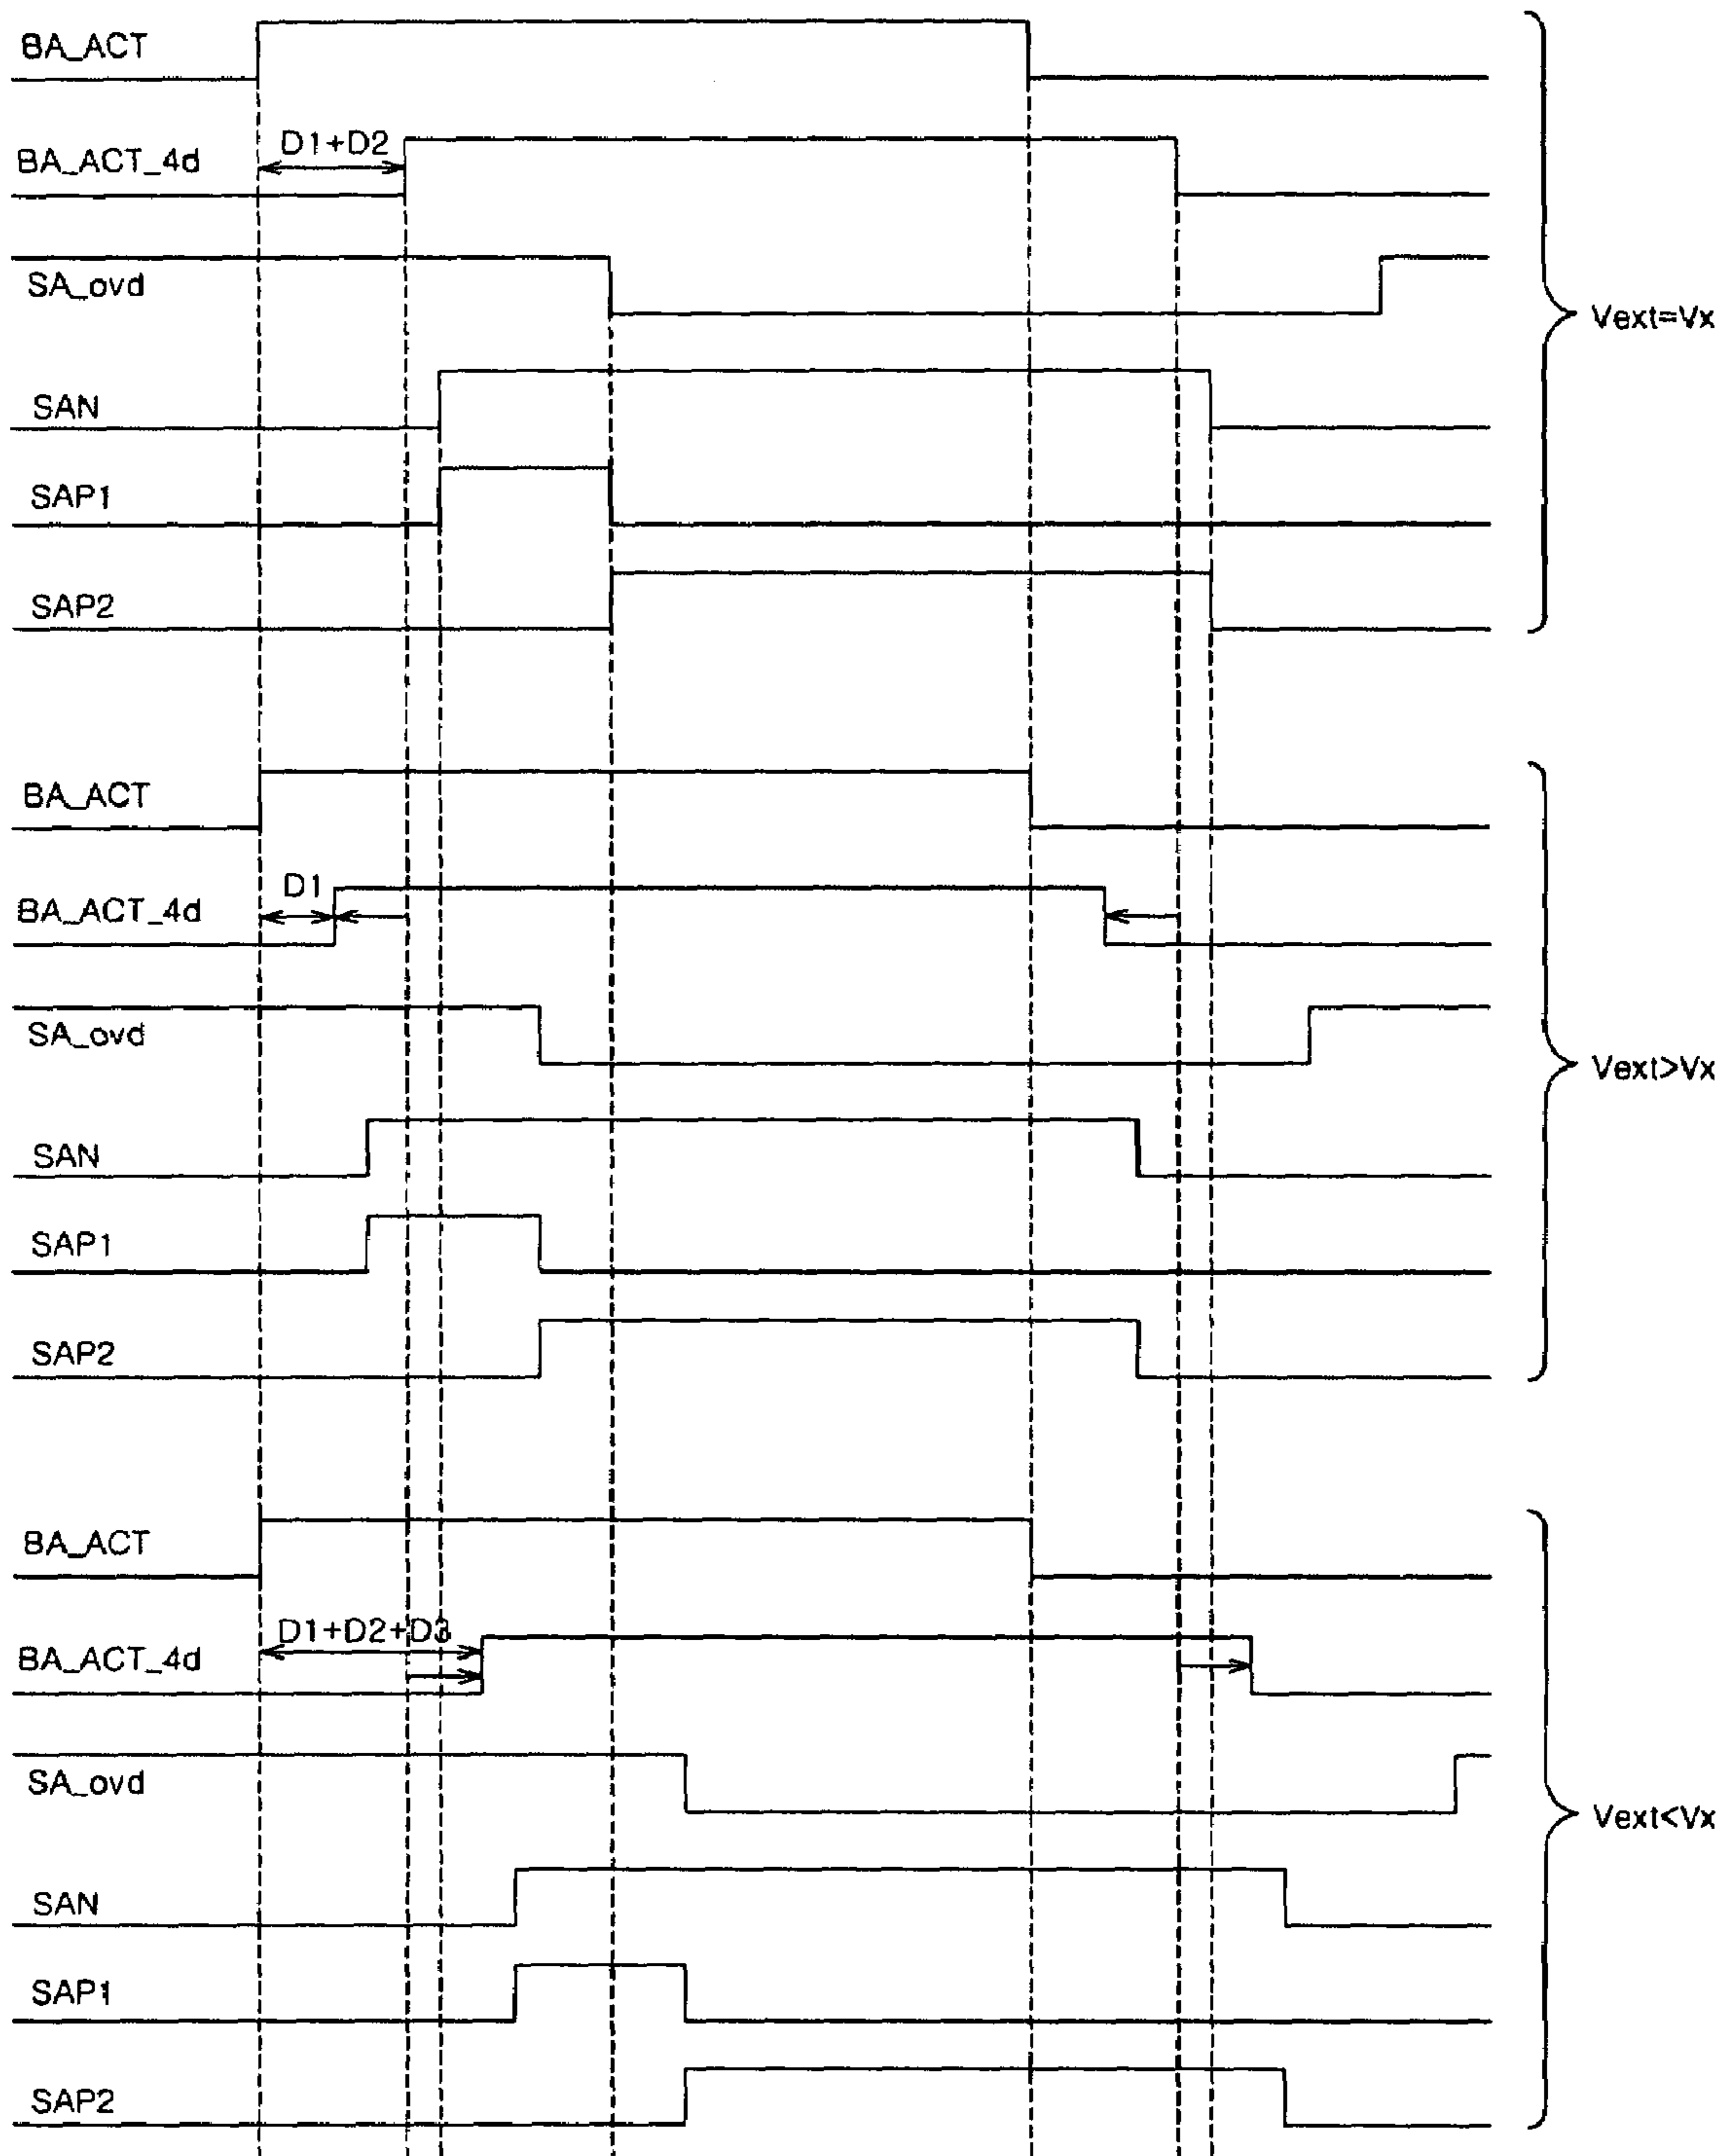 BA_ACT
D1+D2
BA_ACT_4d
SA_ovd
Vext=Vx
SAN
SAP1
SAP2
BA_ACT
D1
BA_ACT_4d
SA_ovd
Vext>Vx
SAN
SAP1
SAP2
BA_ACT
D1+D2+D3
BA_ACT_4d
SA_ovd
Vext<Vx
SAN
SAP1
SAP2